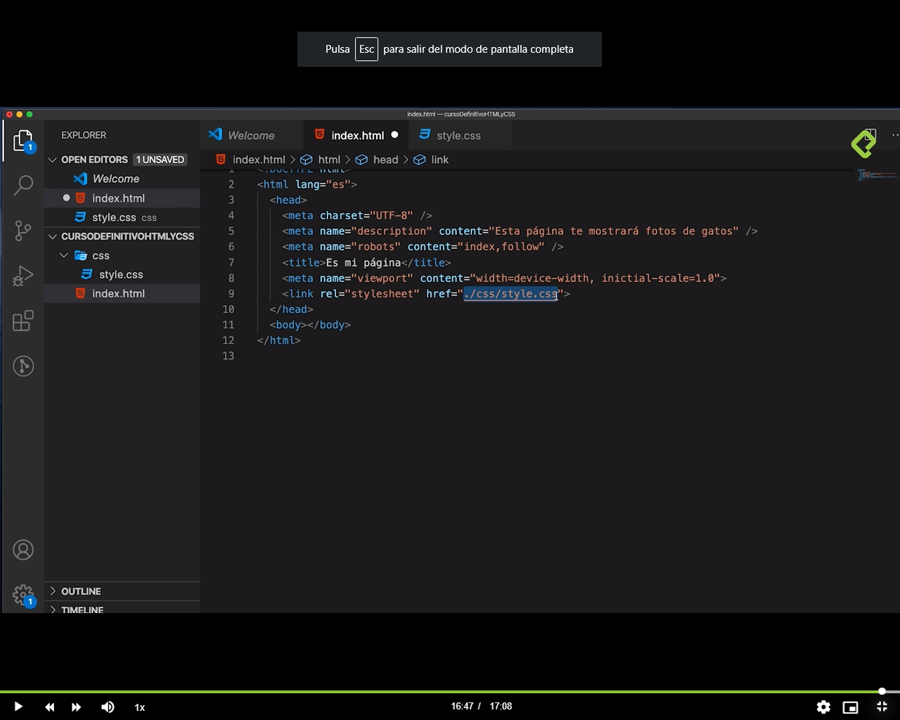 Pulsa Esc para salir del modo de pantalla completa
index.html — cursoDefinitivoHTMLyCSS
1
EXPLORER
Welcome
index.html
style.css
OPEN EDITORS 1 UNSAVED
index.html > html > head > link
Welcome
index.html
style.css css
CURSODEFINITIVOHTMLYCSS
css
style.css
index.html
1 <!DOCTYPE html>
2 <html lang="es">
3 <head>
4 <meta charset="UTF-8" />
5 <meta name="description" content="Esta página te mostrará fotos de gatos" />
6 <meta name="robots" content="index,follow" />
7 <title>Es mi página</title>
8 <meta name="viewport" content="width=device-width, inictial-scale=1.0">
9 <link rel="stylesheet" href="./css/style.css">
10 </head>
11 <body></body>
12 </html>
13
OUTLINE
1
TIMELINE
1x
16:47 / 17:08